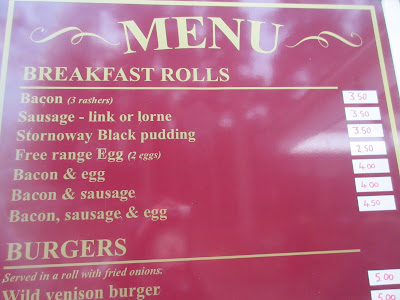 MENU
BREAKFAST ROLLS
Bacon (3 rashers) 3.50
Sausage - link or lorne 3.50
Stornoway Black pudding 3.50
Free range Egg (2 eggs) 2.50
Bacon & egg 4.00
Bacon & sausage 4.00
Bacon, sausage & egg 4.50
BURGERS
Served in a roll with fried onions.
Wild venison burger 5.00
5.00